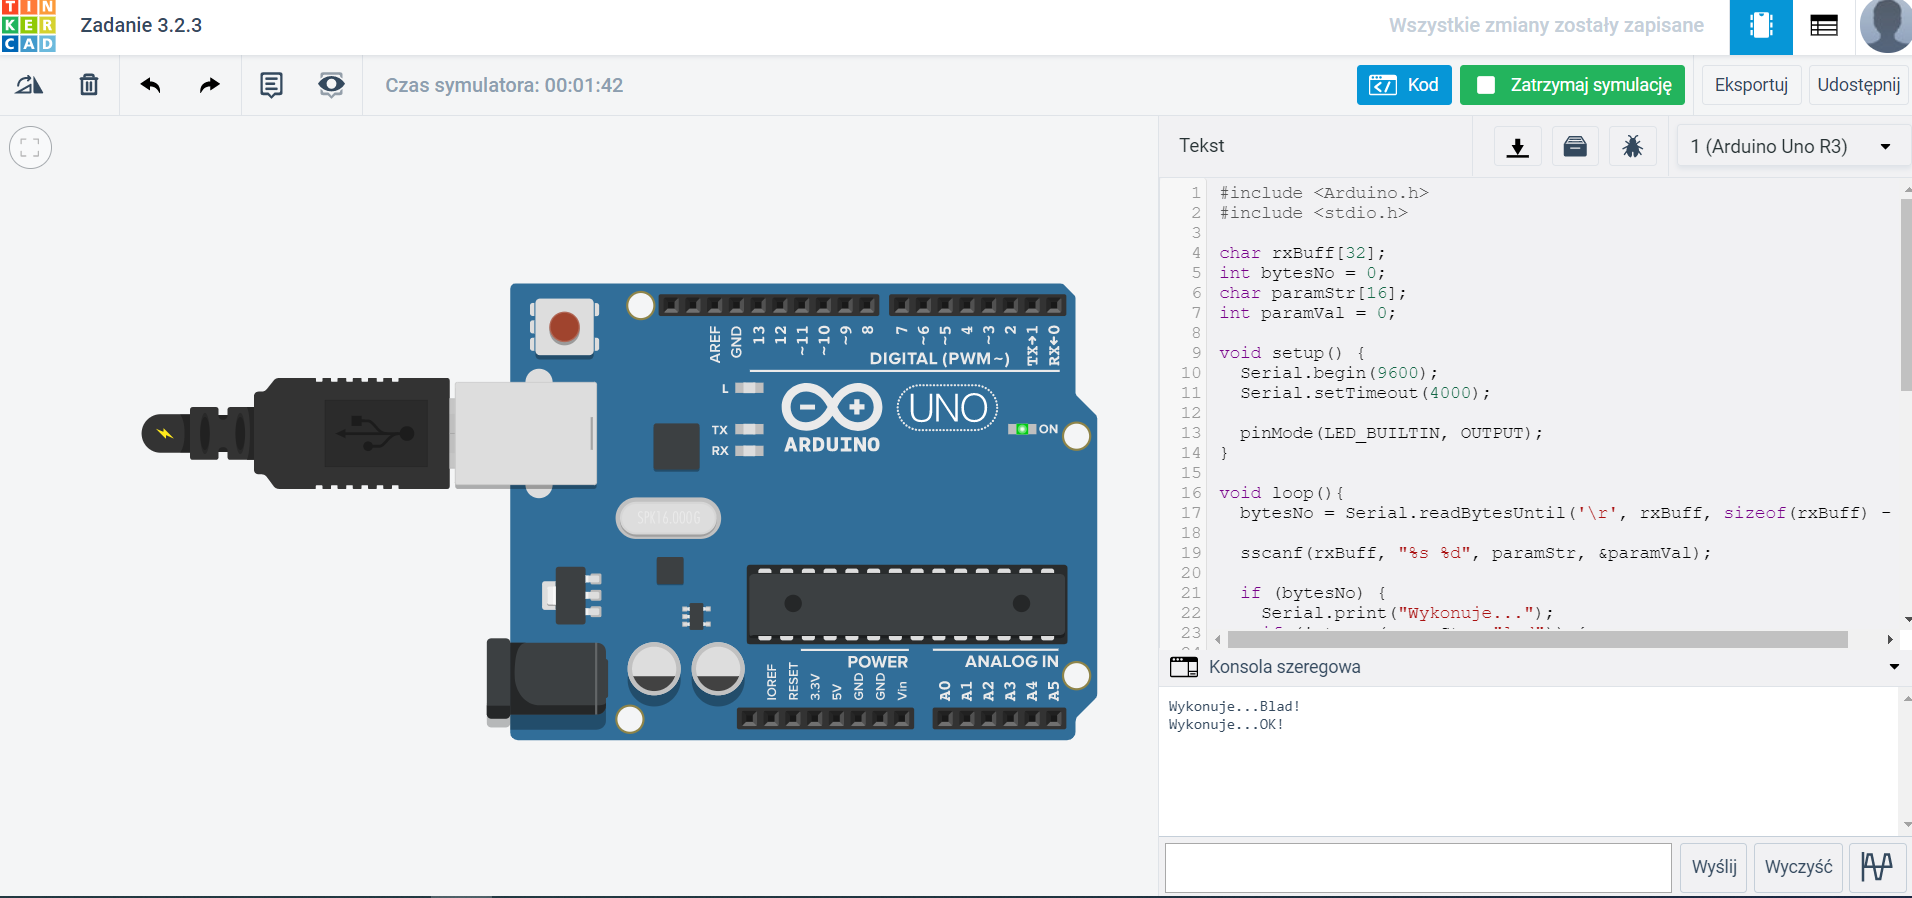 TIN
KER
CAD
Zadanie 3.2.3
Wszystkie zmiany zostały zapisane
Czas symulatora: 00:01:42
Kod
Zatrzymaj symulację
Eksportuj
Udostępnij
Tekst
1 (Arduino Uno R3)
1 #include <Arduino.h>
2 #include <stdio.h>
3
4 char rxBuff[32];
5 int bytesNo = 0;
6 char paramStr[16];
7 int paramVal = 0;
8
9 void setup() {
10 Serial.begin(9600);
11 Serial.setTimeout(4000);
12
13 pinMode(LED_BUILTIN, OUTPUT);
14 }
15
16 void loop(){
17 bytesNo = Serial.readBytesUntil('\r', rxBuff, sizeof(rxBuff) -
18
19 sscanf(rxBuff, "%s %d", paramStr, &paramVal);
20
21 if (bytesNo) {
22 Serial.print("Wykonuje...");
23
Konsola szeregowa
Wykonuje...Blad!
Wykonuje...OK!
Wyślij
Wyczyść
AREF
GND
13
12
~11
~10
~9
8
7
~6
~5
4
~3
2
TX→1
RX←0
DIGITAL (PWM~)
L
TX
RX
ARDUINO
UNO
ON
SPK16.000G
POWER
ANALOG IN
IOREF
RESET
3.3V
5V
GND
GND
Vin
A0
A1
A2
A3
A4
A5